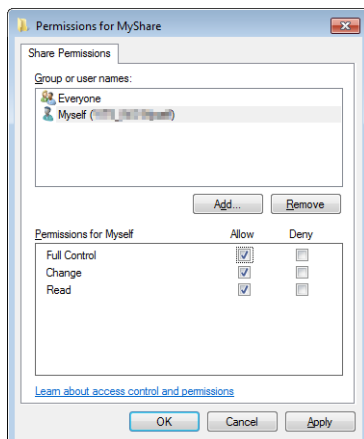 Permissions for MyShare
Share Permissions
Group or user names:
Everyone
Myself (
Add... Remove
Permissions for Myself Allow Deny
Full Control
Change
Read
Learn about access control and permissions
OK Cancel Apply